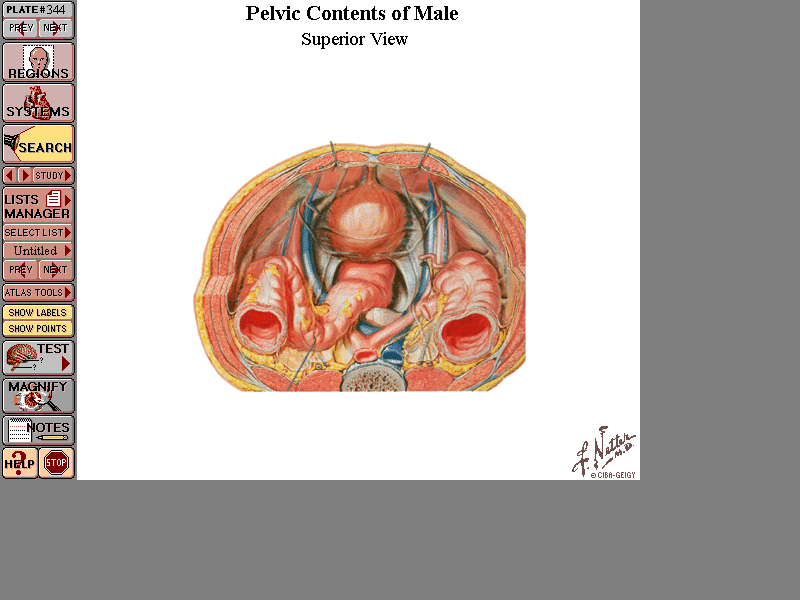 PLATE#344
PREV NEXT
REGIONS
SYSTEMS
SEARCH
STUDY
LISTS
MANAGER
SELECT LIST
Untitled
PREV NEXT
ATLAS TOOLS
SHOW LABELS
SHOW POINTS
TEST
? ?
MAGNIFY
NOTES
HELP ? STOP
Pelvic Contents of Male
Superior View
F. Netter
M.D.
©CIBA-GEIGY